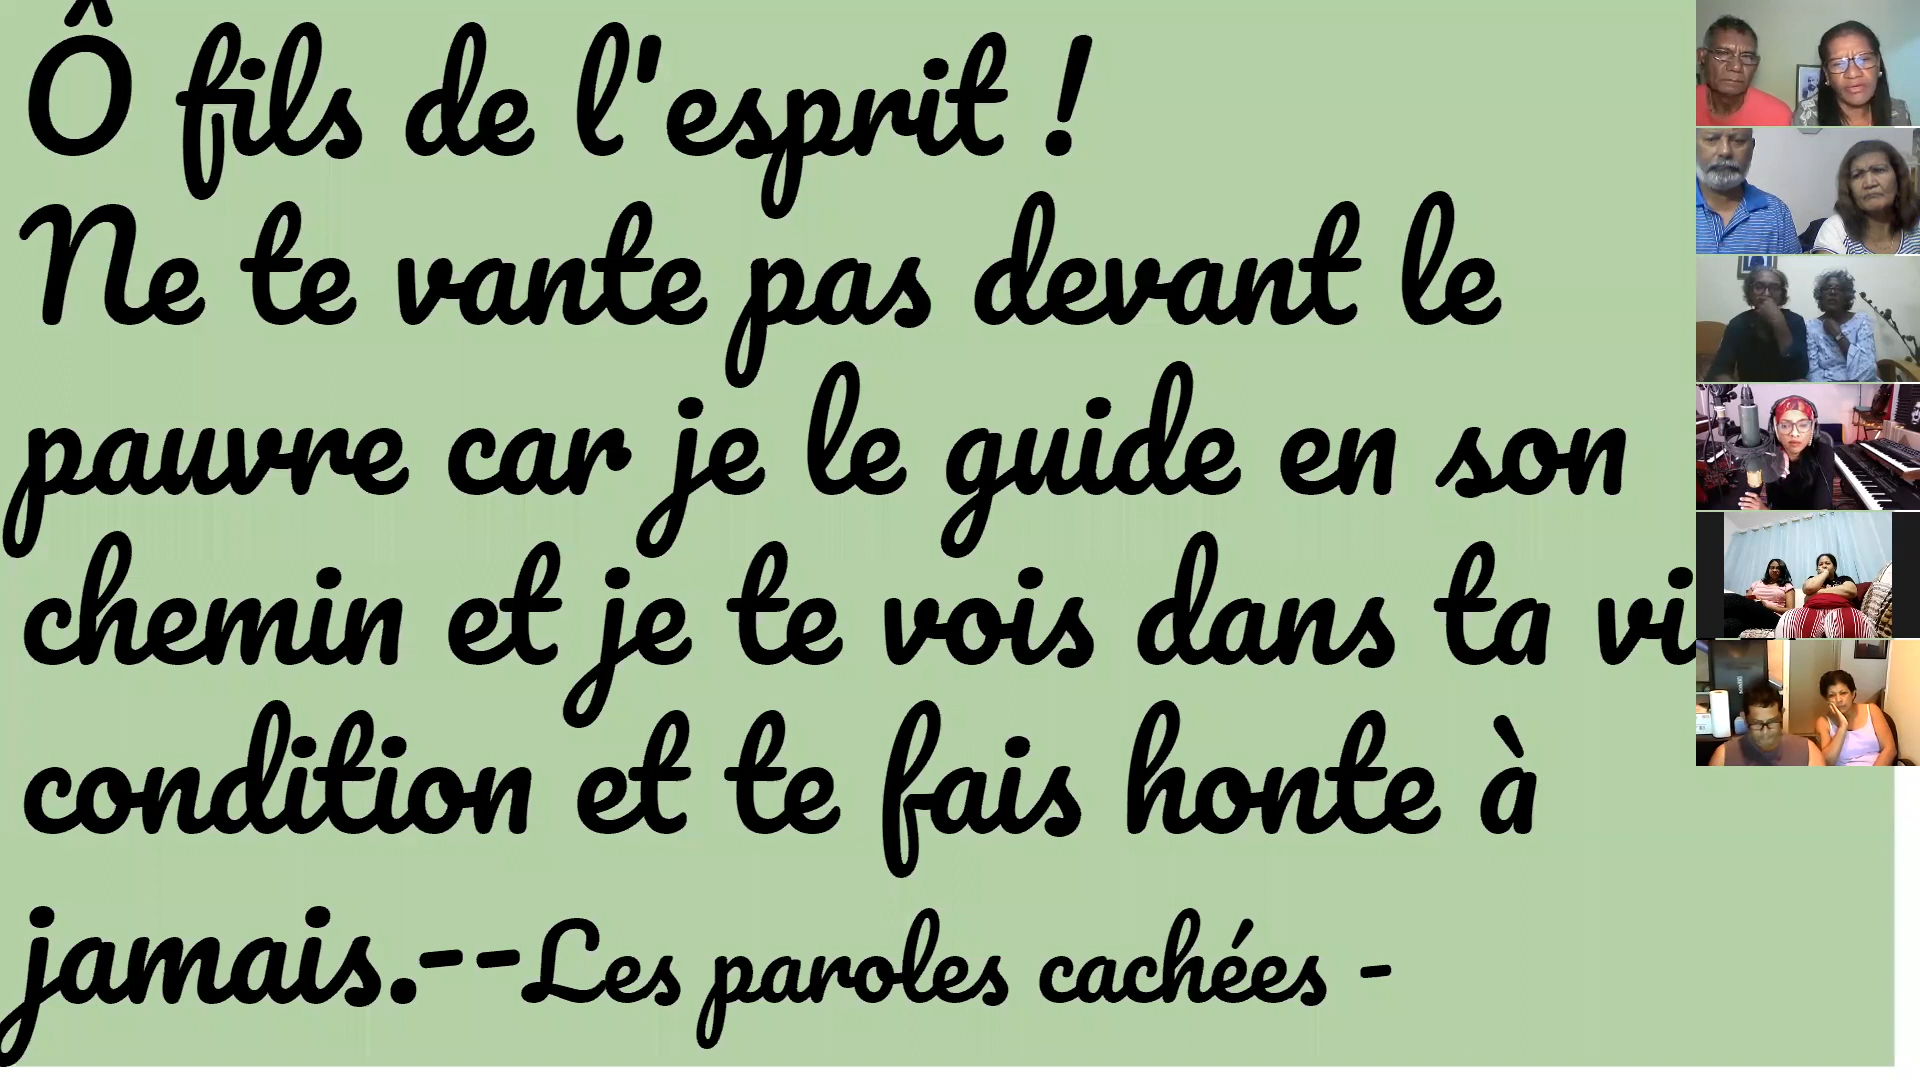 Ô fils de l'esprit !
Ne te vante pas devant le
pauvre car je le guide en son
chemin et je te vois dans ta vi
condition et te fais honte à
jamais.--Les paroles cachées -